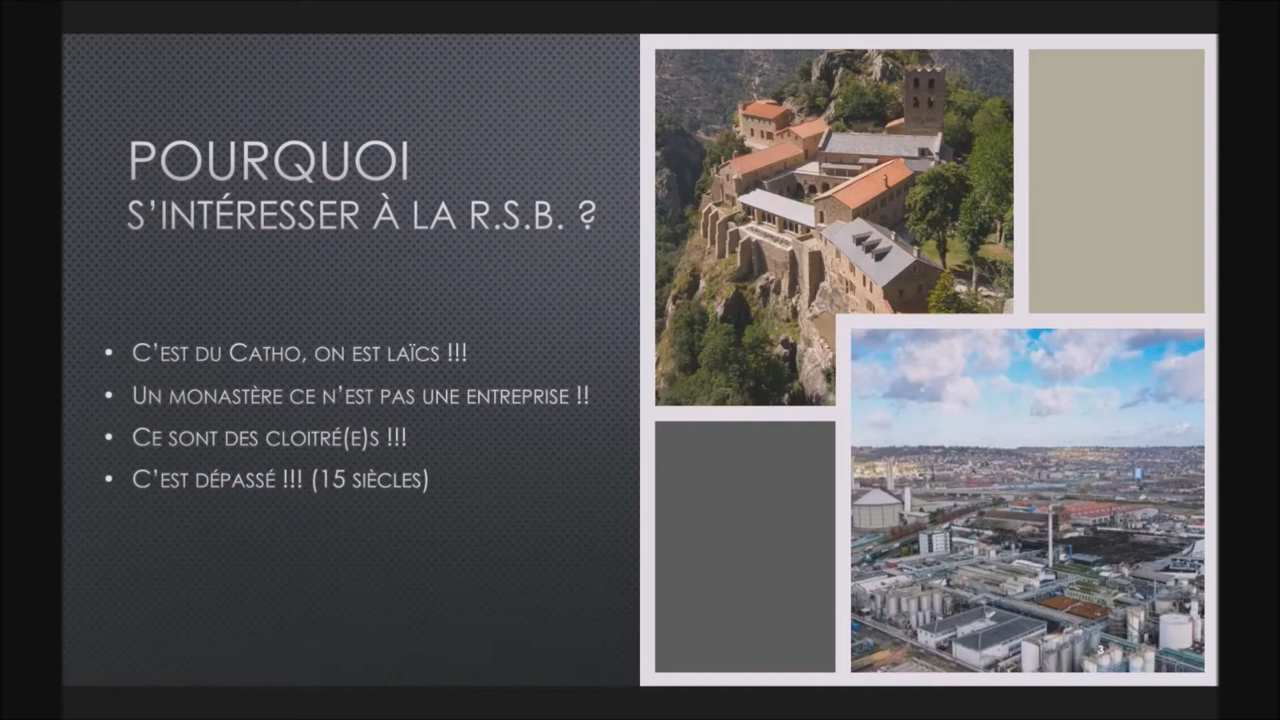 POURQUOI
S'INTÉRESSER À LA R.S.B. ?
• C'EST DU CATHO, ON EST LAÏCS !!!
• UN MONASTÈRE CE N'EST PAS UNE ENTREPRISE !!
• CE SONT DES CLOITRÉ(E)S !!!
• C'EST DÉPASSÉ !!! (15 SIÈCLES)
3